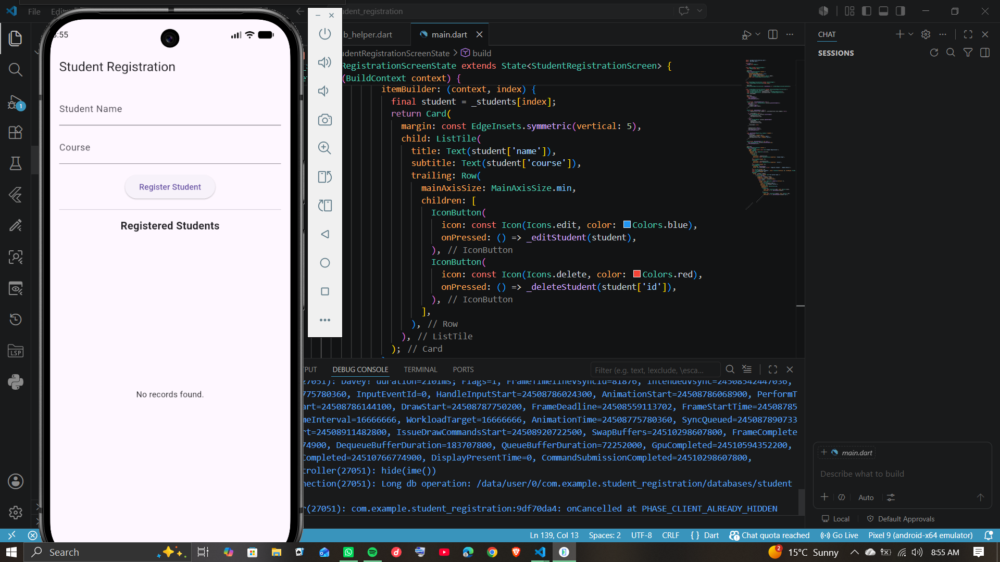 File
Edit
student_registration
b_helper.dart
main.dart
udentRegistrationScreenState > build
RegistrationScreenState extends State<StudentRegistrationScreen> {
(BuildContext context) {
itemBuilder: (context, index) {
final student = _students[index];
return Card(
margin: const EdgeInsets.symmetric(vertical: 5),
child: ListTile(
title: Text(student['name']),
subtitle: Text(student['course']),
trailing: Row(
mainAxisSize: MainAxisSize.min,
children: [
IconButton(
icon: const Icon(Icons.edit, color: Colors.blue),
onPressed: () => _editStudent(student),
), // IconButton
IconButton(
icon: const Icon(Icons.delete, color: Colors.red),
onPressed: () => _deleteStudent(student['id']),
), // IconButton
],
), // Row
), // ListTile
); // Card
:55
Student Registration
Student Name
Course
Register Student
Registered Students
No records found.
PUT
DEBUG CONSOLE
TERMINAL
PORTS
Filter (e.g. text, !exclude, \esca...
27051): Davey! duration=2101ms; Flags=1, FrameTimelineVsyncId=81876, IntendedVsync=24508542447036,
775780360, InputEventId=0, HandleInputStart=24508786024300, AnimationStart=24508786068900, PerformT
art=24508786144100, DrawStart=24508787750200, FrameDeadline=24508559113702, FrameStartTime=24508785
meInterval=16666666, WorkloadTarget=16666666, AnimationTime=24508775780360, SyncQueued=245087890733
rt=24508911482800, IssueDrawCommandsStart=24508920722500, SwapBuffers=24510298607800, FrameComplete
74900, DequeueBufferDuration=183707800, QueueBufferDuration=72252000, GpuCompleted=24510594352200,
Completed=24510766774900, DisplayPresentTime=0, CommandSubmissionCompleted=24510298607800,
troller(27051): hide(ime())
nection(27051): Long db operation: /data/user/0/com.example.student_registration/databases/student
r(27051): com.example.student_registration:9df70da4: onCancelled at PHASE_CLIENT_ALREADY_HIDDEN
CHAT
SESSIONS
main.dart
Describe what to build
Auto
Local
Default Approvals
LSP
1
Ln 139, Col 13
Spaces: 2
UTF-8
CRLF
{ } Dart
Chat quota reached
Go Live
Pixel 9 (android-x64 emulator)
Search
2
15°C Sunny
8:55 AM